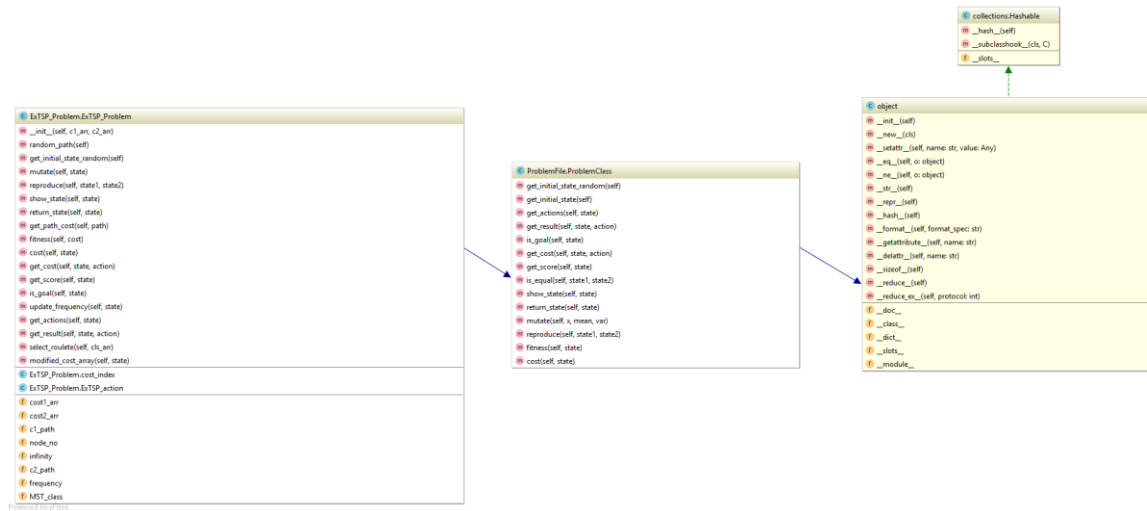 collections.Hashable
__hash__(self)
__subclasshook__(cls, C)
__slots__
ExTSP_Problem.ExTSP_Problem
__init__(self, c1_arr, c2_arr)
random_path(self)
get_initial_state_random(self)
mutate(self, state)
reproduce(self, state1, state2)
show_state(self, state)
return_state(self, state)
get_path_cost(self, path)
fitness(self, cost)
cost(self, state)
get_cost(self, state, action)
get_score(self, state)
is_goal(self, state)
update_frequency(self, state)
get_actions(self, state)
get_result(self, state, action)
select_roulete(self, cls_arr)
modified_cost_array(self, state)
ExTSP_Problem.cost_index
ExTSP_Problem.ExTSP_action
cost1_arr
cost2_arr
c1_path
node_no
infinity
c2_path
frequency
MST_class
ProblemFile.ProblemClass
get_initial_state_random(self)
get_initial_state(self)
get_actions(self, state)
get_result(self, state, action)
is_goal(self, state)
get_cost(self, state, action)
get_score(self, state)
is_equal(self, state1, state2)
show_state(self, state)
return_state(self, state)
mutate(self, x, mean, var)
reproduce(self, state1, state2)
fitness(self, state)
cost(self, state)
object
__init__(self)
__new__(cls)
__setattr__(self, name: str, value: Any)
__eq__(self, o: object)
__ne__(self, o: object)
__str__(self)
__repr__(self)
__hash__(self)
__format__(self, format_spec: str)
__getattribute__(self, name: str)
__delattr__(self, name: str)
__sizeof__(self)
__reduce__(self)
__reduce_ex__(self, protocol: int)
__doc__
__class__
__dict__
__slots__
__module__
Powered by yFiles